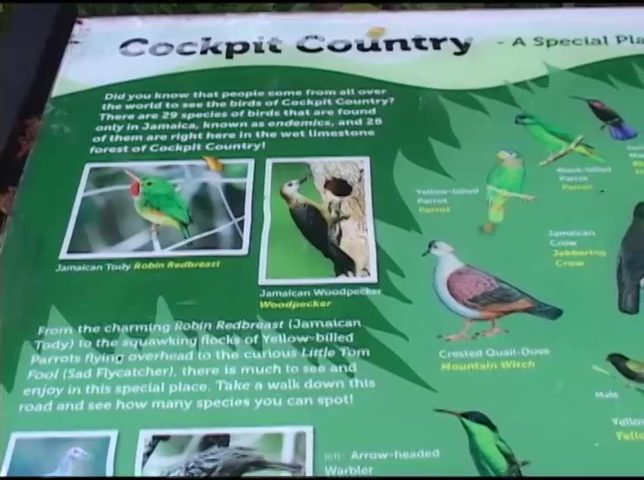 Cockpit Country - A Special
Did you know that people come from all over
the world to see the birds of Cockpit Country?
There are 29 species of birds that are found
only in Jamaica, known as endemics, and 28
of them are right here in the wet limestone
forest of Cockpit Country!
Jamaican Tody Robin Redbreast
Jamaican Woodpecker
Woodpecker
From the charming Robin Redbreast (Jamaican
Tody) to the squawking flocks of Yellow-billed
Parrots flying overhead to the curious Little Tom
Fool (Sad Flycatcher), there is much to see and
enjoy in this special place. Take a walk down this
road and see how many species you can spot!
left: Arrow-headed
Warbler
Yellow-billed
Parrot
Parrot
Black-billed
Parrot
Parrot
Jamaican
Crow
Jabbering
Crow
Crested Quail-Dove
Mountain Witch
Male